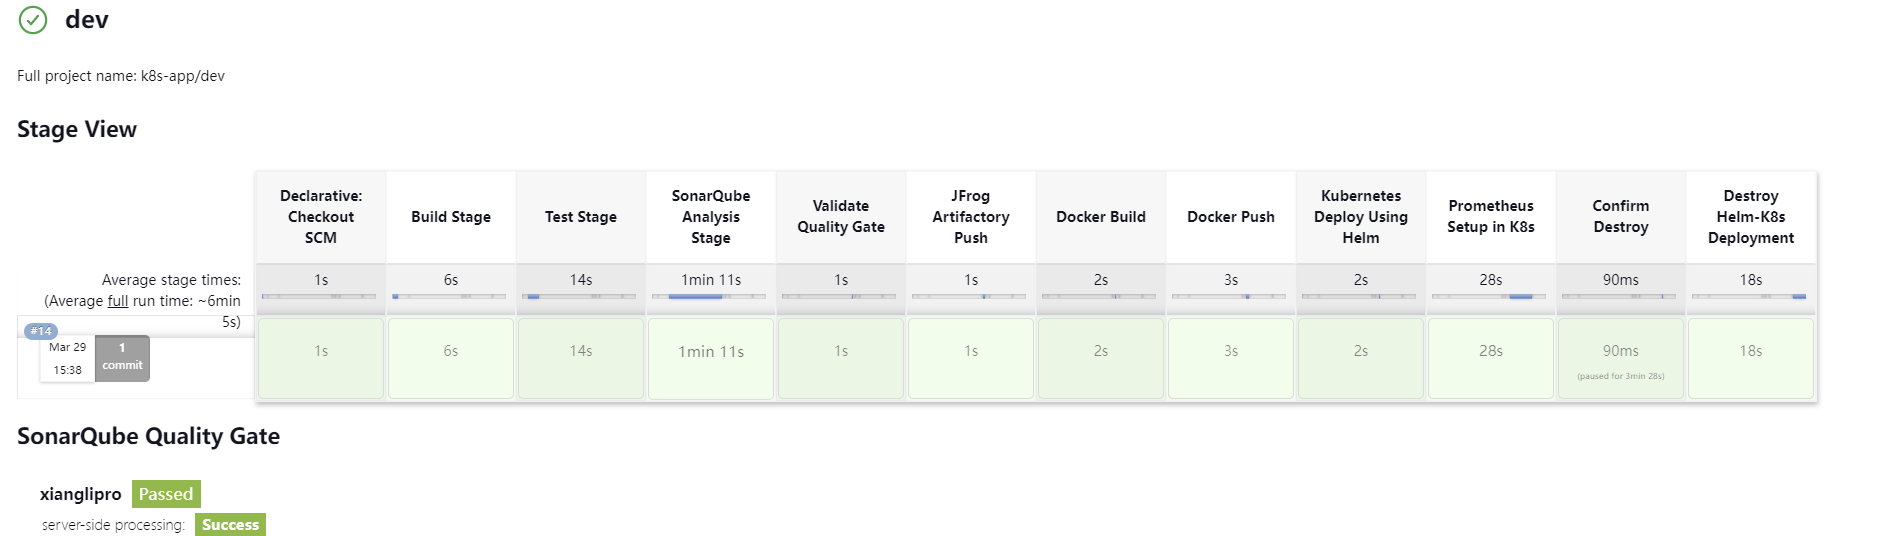 dev
Full project name: k8s-app/dev
Stage View
Declarative:
Checkout
SCM
Build Stage
Test Stage
SonarQube
Analysis
Stage
Validate
Quality Gate
JFrog
Artifactory
Push
Docker Build
Docker Push
Kubernetes
Deploy Using
Helm
Prometheus
Setup in K8s
Confirm
Destroy
Destroy
Helm-K8s
Deployment
Average stage times:
(Average full run time: ~6min
5s)
1s
6s
14s
1min 11s
1s
1s
2s
3s
2s
28s
90ms
18s
#14
Mar 29
15:38
1
commit
1s
6s
14s
1min 11s
1s
1s
2s
3s
2s
28s
90ms
(paused for 3min 28s)
18s
SonarQube Quality Gate
xianglipro Passed
server-side processing: Success